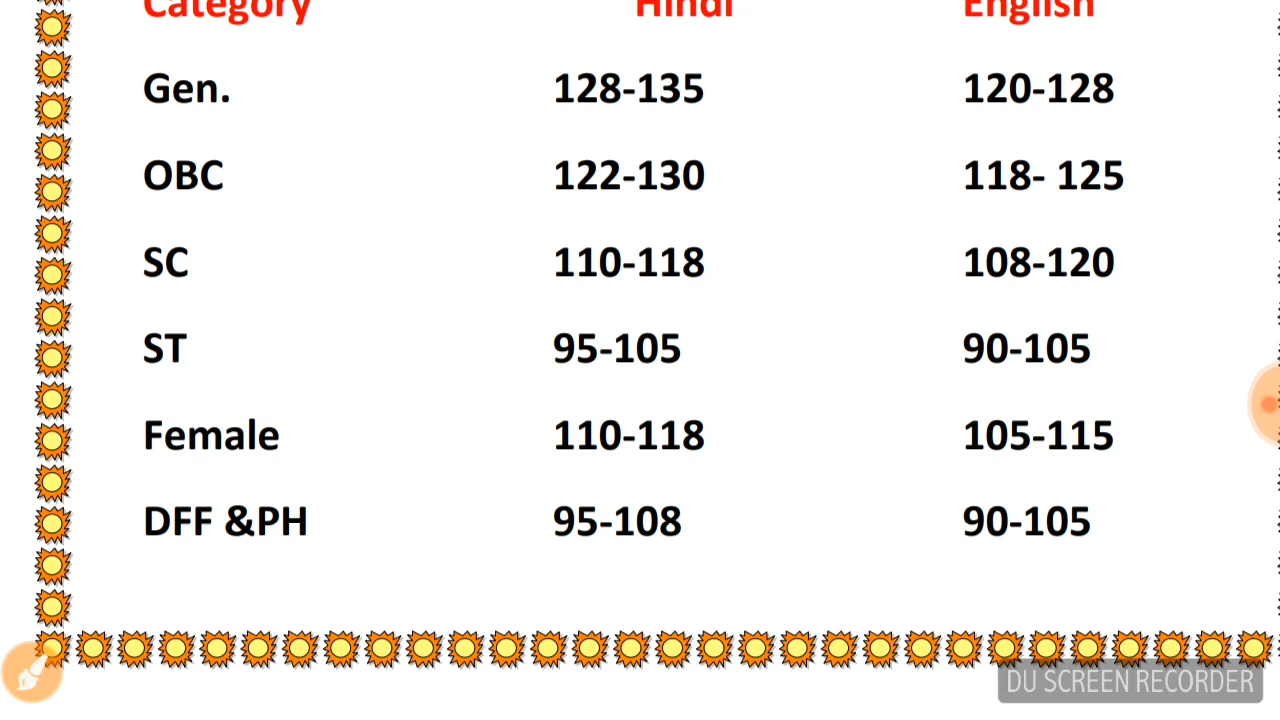 Category Hindi English
Gen. 128-135 120-128
OBC 122-130 118- 125
SC 110-118 108-120
ST 95-105 90-105
Female 110-118 105-115
DFF &PH 95-108 90-105
DU SCREEN RECORDER